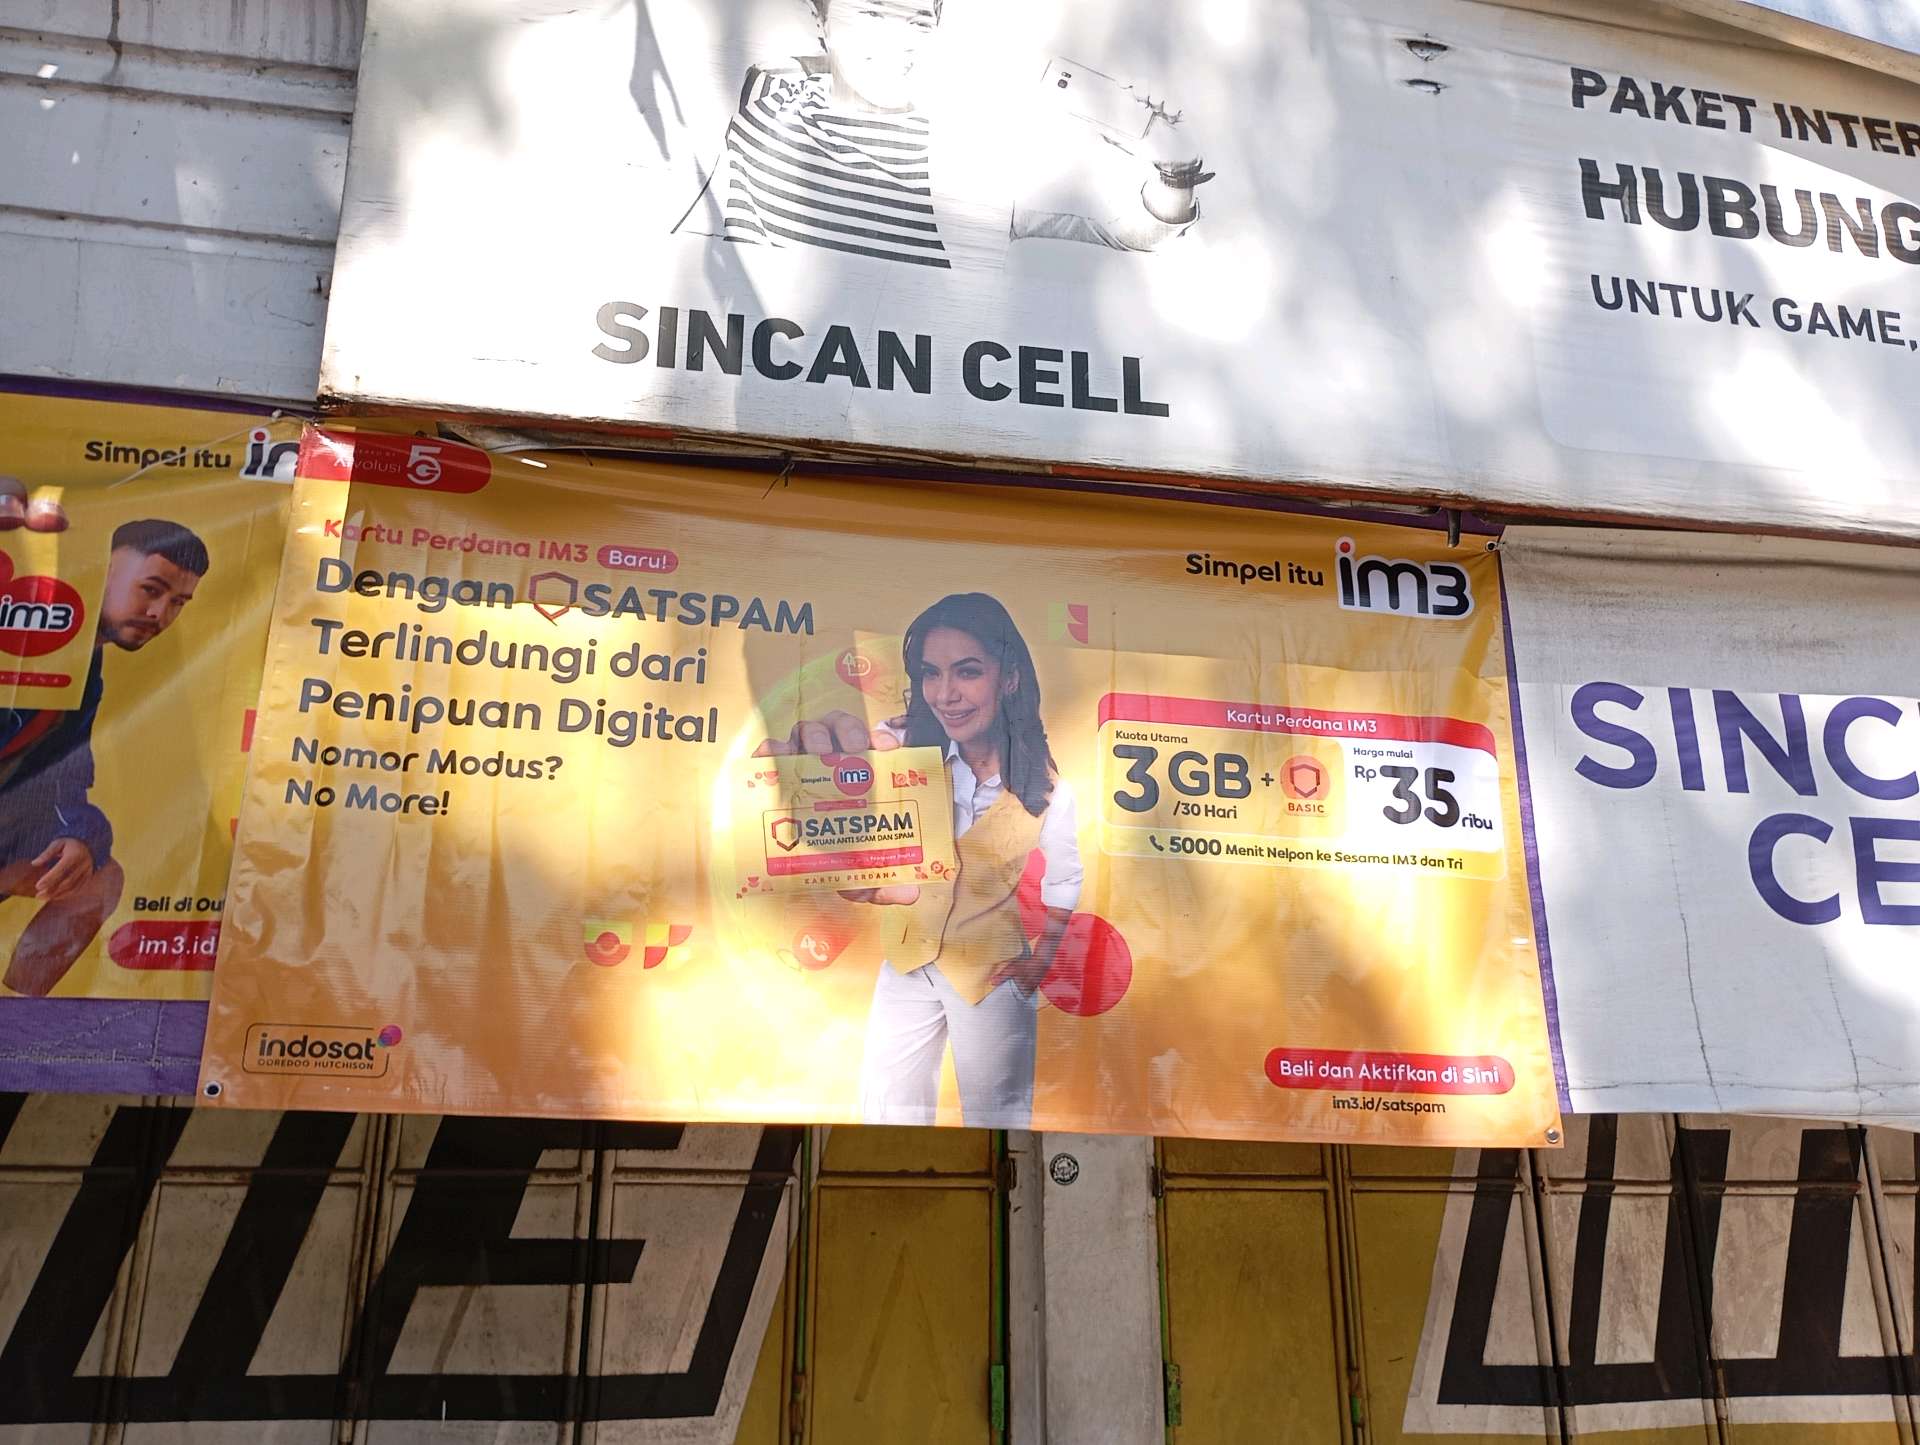 SINCAN CELL
PAKET INTER
HUBUNG
UNTUK GAME,
Simpel itu
im3
Beli di Ou
im3.id
5G
Kartu Perdana IM3 Baru!
Dengan SATSPAM
Terlindungi dari
Penipuan Digital
Nomor Modus?
No More!
Simpel itu im3
Simpel itu im3
SATSPAM
SATUAN ANTI SCAM DAN SPAM
KARTU PERDANA
Kartu Perdana IM3
Kuota Utama
3 GB
/30 Hari
+
BASIC
Harga mulai
Rp 35 ribu
5000 Menit Nelpon ke Sesama IM3 dan Tri
indosat
OOREDOO HUTCHISON
Beli dan Aktifkan di Sini
im3.id/satspam
SINC
CE